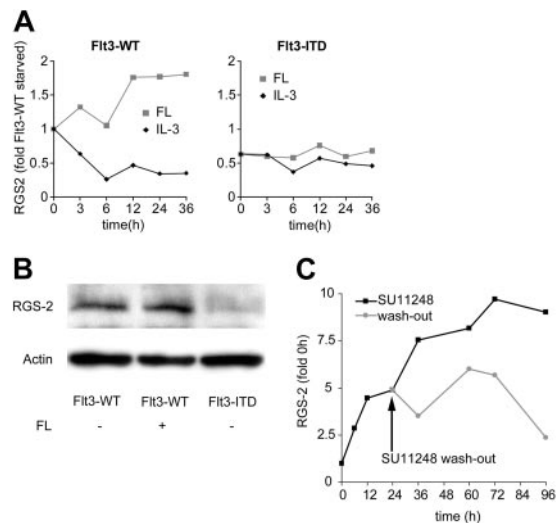 A
Flt3-WT
Flt3-ITD
RGS2 (fold Flt3-WT starved)
2
1.5
1
0.5
0
FL
IL-3
0 3 6 12 24 36
time(h)
2
1.5
1
0.5
0
FL
IL-3
0 3 6 12 24 36
time(h)
B
RGS-2
Actin
Flt3-WT Flt3-WT Flt3-ITD
FL - + -
C
RGS-2 (fold 0h)
10
7.5
5
2.5
0
SU11248
wash-out
SU11248 wash-out
0 12 24 36 48 60 72 84 96
time (h)